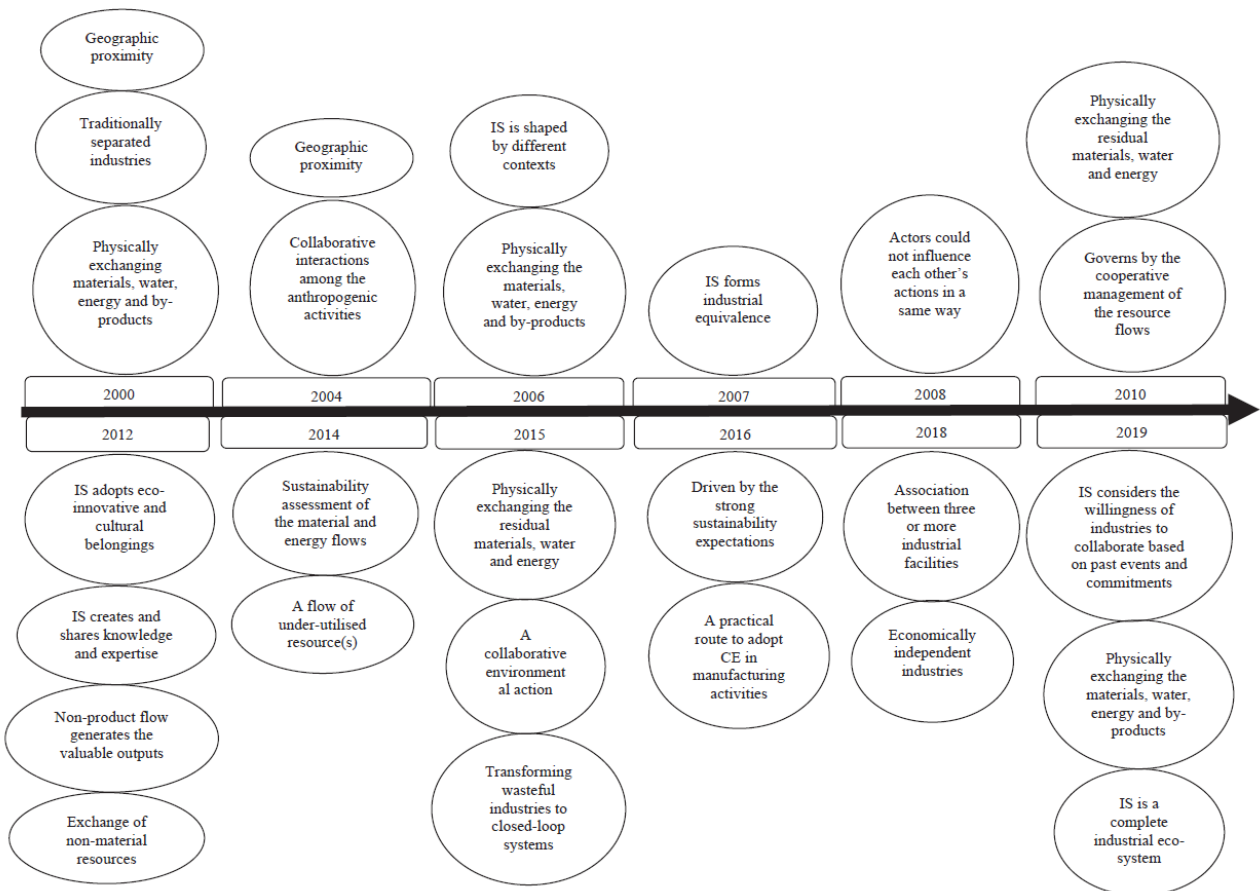 Geographic
proximity
Traditionally
separated
industries
Physically
exchanging
materials, water,
energy and by-
products
Geographic
proximity
Collaborative
interactions
among the
anthropogenic
activities
IS is shaped
by different
contexts
Physically
exchanging the
materials,
water, energy
and by-products
IS forms
industrial
equivalence
Actors could
not influence
each other's
actions in a
same way
Physically
exchanging the
residual
materials, water
and energy
Governs by the
cooperative
management of
the resource
flows
2000
2004
2006
2007
2008
2010
2012
2014
2015
2016
2018
2019
IS adopts eco-
innovative and
cultural
belongings
IS creates and
shares knowledge
and expertise
Non-product flow
generates the
valuable outputs
Exchange of
non-material
resources
Sustainability
assessment of
the material and
energy flows
A flow of
under-utilised
resource(s)
Physically
exchanging the
residual
materials, water
and energy
A
collaborative
environment
al action
Transforming
wasteful
industries to
closed-loop
systems
Driven by the
strong
sustainability
expectations
A practical
route to adopt
CE in
manufacturing
activities
Association
between three
or more
industrial
facilities
Economically
independent
industries
IS considers the
willingness of
industries to
collaborate based
on past events and
commitments
Physically
exchanging the
materials, water,
energy and by-
products
IS is a
complete
industrial eco-
system